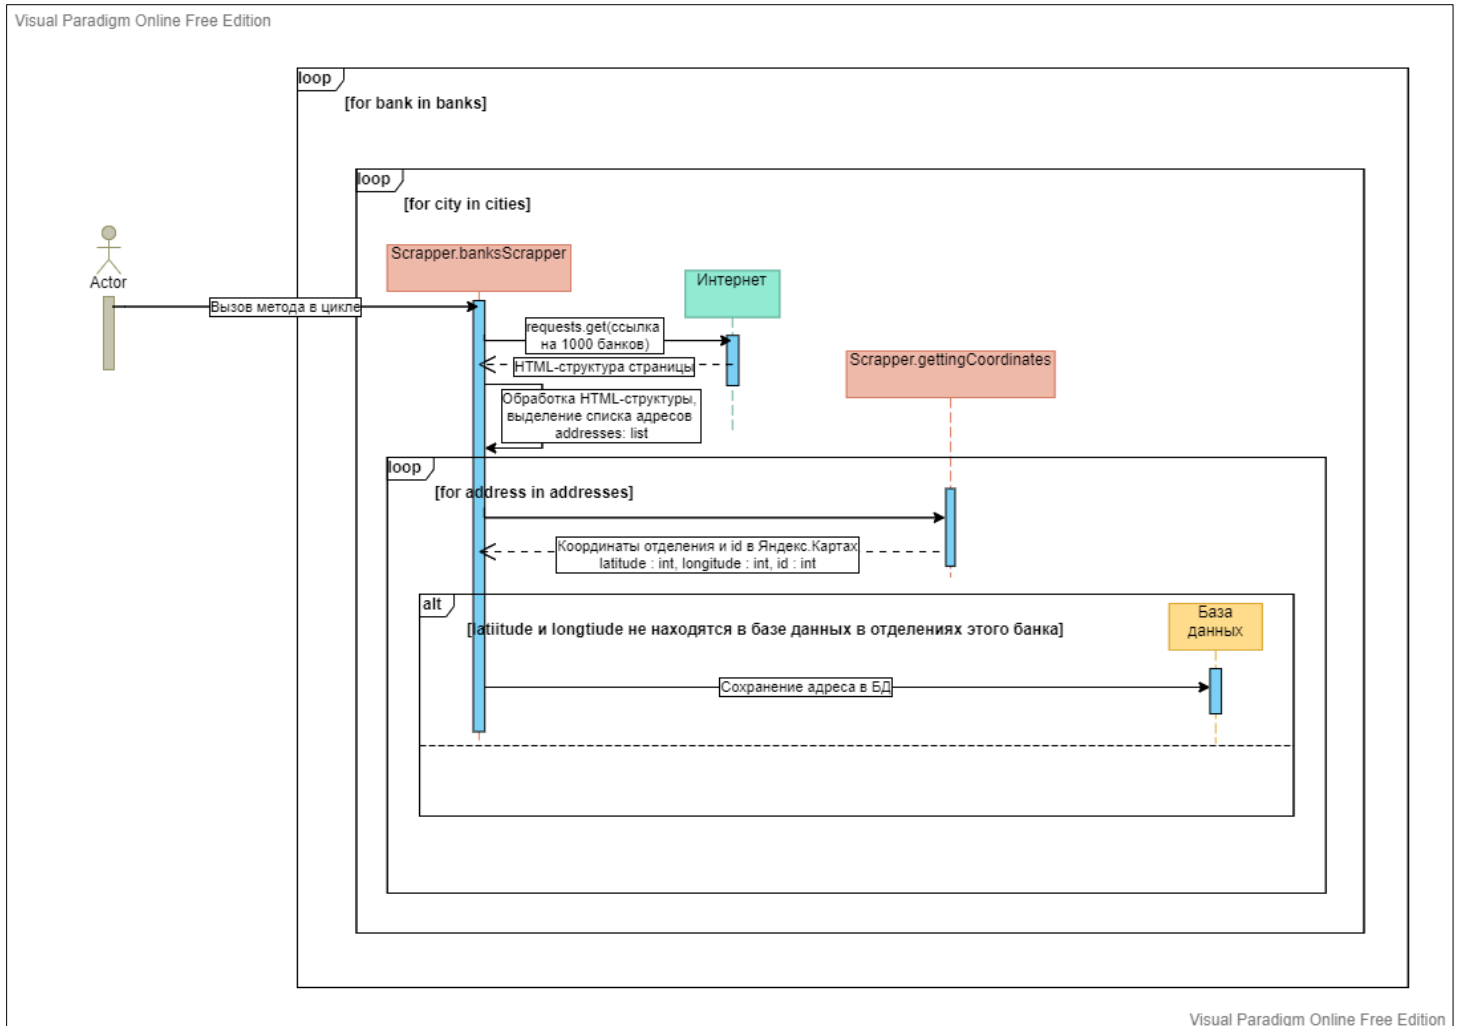 Visual Paradigm Online Free Edition
loop
[for bank in banks]
loop
[for city in cities]
Actor
Scrapper.banksScrapper
Интернет
Вызов метода в цикле
requests.get(ссылка
на 1000 банков)
HTML-структура страницы
Scrapper.gettingCoordinates
Обработка HTML-структуры,
выделение списка адресов
addresses: list
loop
[for address in addresses]
Координаты отделения и id в Яндекс.Картах
latitude : int, longitude : int, id : int
alt
[latiitude и longtiude не находятся в базе данных в отделениях этого банка]
База
данных
Сохранение адреса в БД
Visual Paradigm Online Free Edition